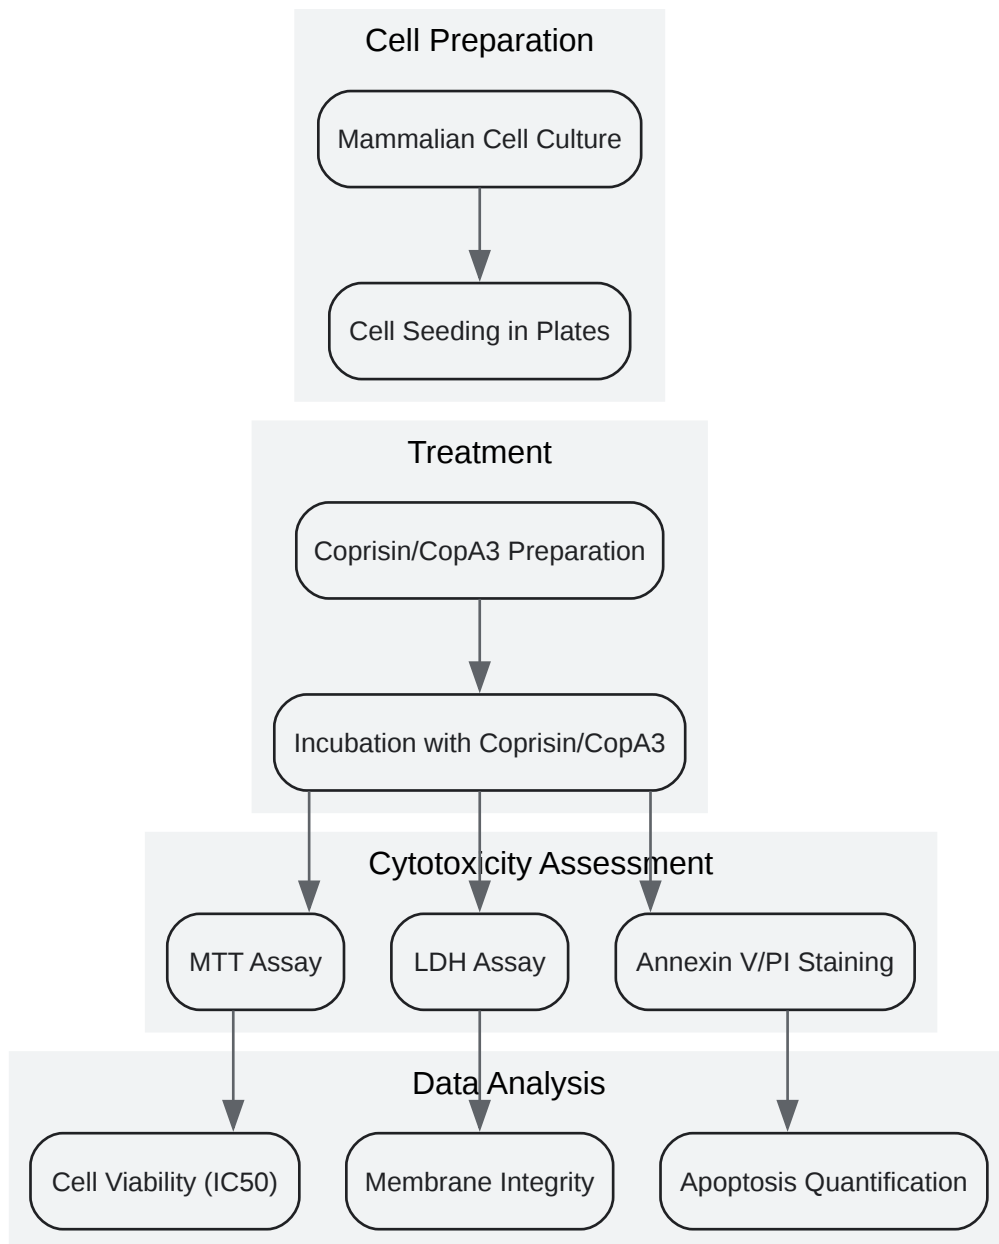 Cell Preparation
Mammalian Cell Culture
Cell Seeding in Plates
Treatment
Coprisin/CopA3 Preparation
Incubation with Coprisin/CopA3
Cytotoxicity Assessment
MTT Assay
LDH Assay
Annexin V/PI Staining
Data Analysis
Cell Viability (IC50)
Membrane Integrity
Apoptosis Quantification